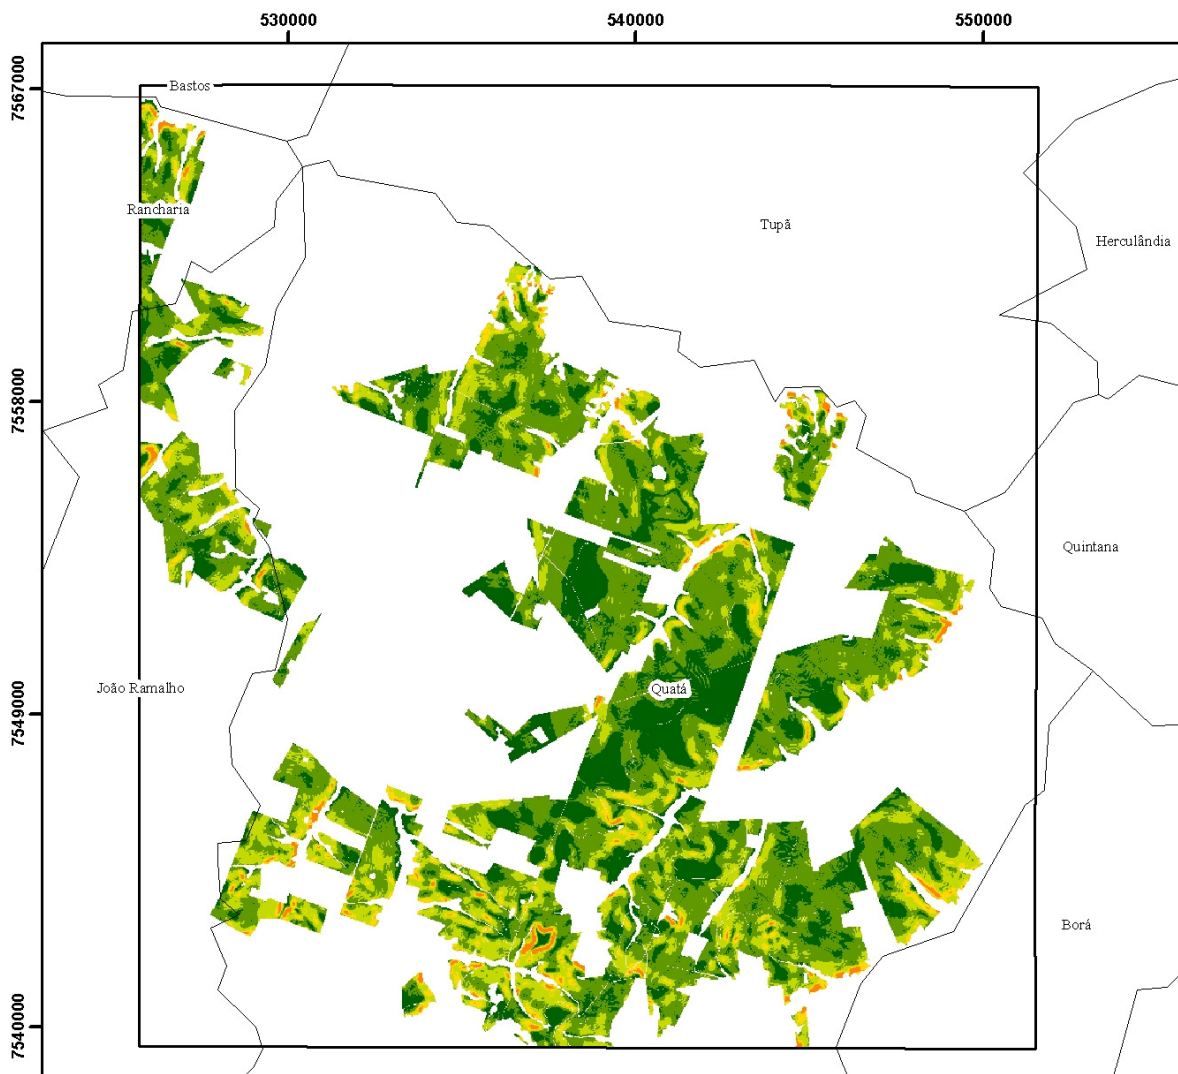 530000
540000
550000
7567000
Bastos
Rancharia
Tupã
Herculândia
7558000
Quintana
João Ramalho
Quatá
7549000
Borá
7540000